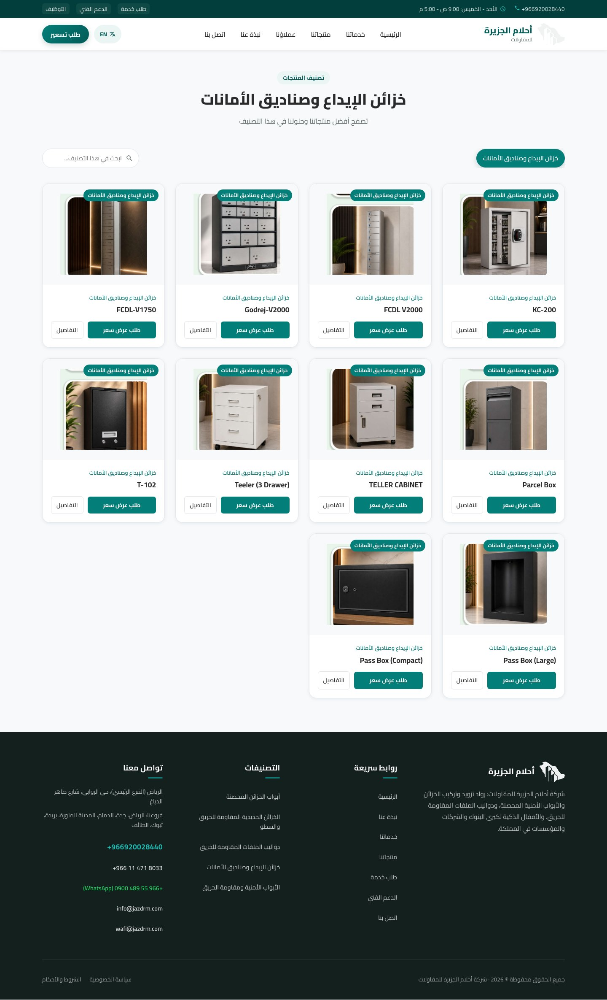 +966920028440
الأحد - الخميس: 9:00 ص - 5:00 م
طلب خدمة
الدعم الفني
التوظيف
أحلام الجزيرة
للمقاولات
الرئيسية
خدماتنا
منتجاتنا
عملاؤنا
نبذة عنا
اتصل بنا
EN
طلب تسعير
تصنيف المنتجات
خزائن الإيداع وصناديق الأمانات
تصفح أفضل منتجاتنا وحلولنا في هذا التصنيف
خزائن الإيداع وصناديق الأمانات
ابحث في هذا التصنيف...
خزائن الإيداع وصناديق الأمانات
خزائن الإيداع وصناديق الأمانات
KC-200
طلب عرض سعر
التفاصيل
خزائن الإيداع وصناديق الأمانات
خزائن الإيداع وصناديق الأمانات
FCDL V2000
طلب عرض سعر
التفاصيل
خزائن الإيداع وصناديق الأمانات
Godrej
خزائن الإيداع وصناديق الأمانات
Godrej-V2000
طلب عرض سعر
التفاصيل
خزائن الإيداع وصناديق الأمانات
خزائن الإيداع وصناديق الأمانات
FCDL-V1750
طلب عرض سعر
التفاصيل
خزائن الإيداع وصناديق الأمانات
خزائن الإيداع وصناديق الأمانات
Parcel Box
طلب عرض سعر
التفاصيل
خزائن الإيداع وصناديق الأمانات
خزائن الإيداع وصناديق الأمانات
TELLER CABINET
طلب عرض سعر
التفاصيل
خزائن الإيداع وصناديق الأمانات
خزائن الإيداع وصناديق الأمانات
Teeler (3 Drawer)
طلب عرض سعر
التفاصيل
خزائن الإيداع وصناديق الأمانات
خزائن الإيداع وصناديق الأمانات
T-102
طلب عرض سعر
التفاصيل
خزائن الإيداع وصناديق الأمانات
خزائن الإيداع وصناديق الأمانات
Pass Box (Large)
طلب عرض سعر
التفاصيل
خزائن الإيداع وصناديق الأمانات
خزائن الإيداع وصناديق الأمانات
Pass Box (Compact)
طلب عرض سعر
التفاصيل
أحلام الجزيرة
شركة أحلام الجزيرة للمقاولات: رواد تزويد وتركيب الخزائن
والأبواب الأمنية المحصنة، ودواليب الملفات المقاومة
للحريق، والأقفال الذكية لكبرى البنوك والشركات
والمؤسسات في المملكة.
روابط سريعة
الرئيسية
نبذة عنا
خدماتنا
منتجاتنا
طلب خدمة
الدعم الفني
اتصل بنا
التصنيفات
أبواب الخزائن المحصنة
الخزائن الحديدية المقاومة للحريق
والسطو
دواليب الملفات المقاومة للحريق
خزائن الإيداع وصناديق الأمانات
الأبواب الأمنية ومقاومة الحريق
تواصل معنا
الرياض (الفرع الرئيسي)، حي الروابي، شارع طاهر
الدباغ
فروعنا: الرياض، جدة، الدمام، المدينة المنورة، بريدة،
تبوك، الطائف
+966920028440
+966 11 471 8033
+966 55 489 0900 (WhatsApp)
info@jazdrm.com
wafi@jazdrm.com
جميع الحقوق محفوظة © 2026 · شركة أحلام الجزيرة للمقاولات
سياسة الخصوصية
الشروط والأحكام